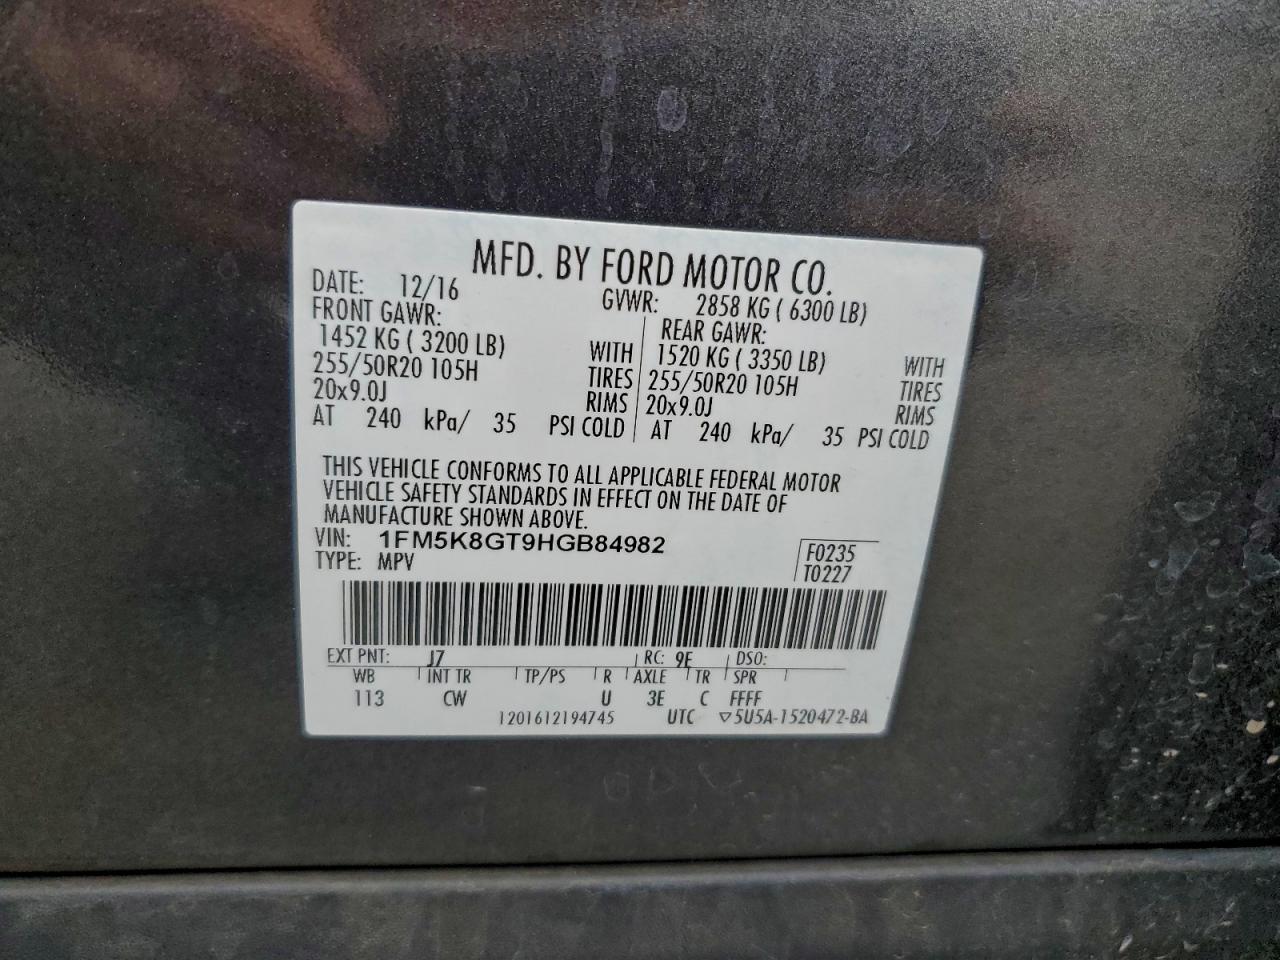 MFD. BY FORD MOTOR CO.
DATE: 12/16 GVWR: 2858 KG ( 6300 LB)
FRONT GAWR: REAR GAWR:
1452 KG ( 3200 LB) WITH 1520 KG ( 3350 LB) WITH
255/50R20 105H TIRES 255/50R20 105H TIRES
20x9.0J RIMS 20x9.0J RIMS
AT 240 kPa/ 35 PSI COLD AT 240 kPa/ 35 PSI COLD
THIS VEHICLE CONFORMS TO ALL APPLICABLE FEDERAL MOTOR
VEHICLE SAFETY STANDARDS IN EFFECT ON THE DATE OF
MANUFACTURE SHOWN ABOVE.
VIN: 1FM5K8GT9HGB84982 F0235
TYPE: MPV T0227
EXT PNT: J7 RC: 9E DSO:
WB INT TR TP/PS R AXLE TR SPR
113 CW U 3E C FFFF
1201612194745 UTC ▽5U5A-1520472-BA